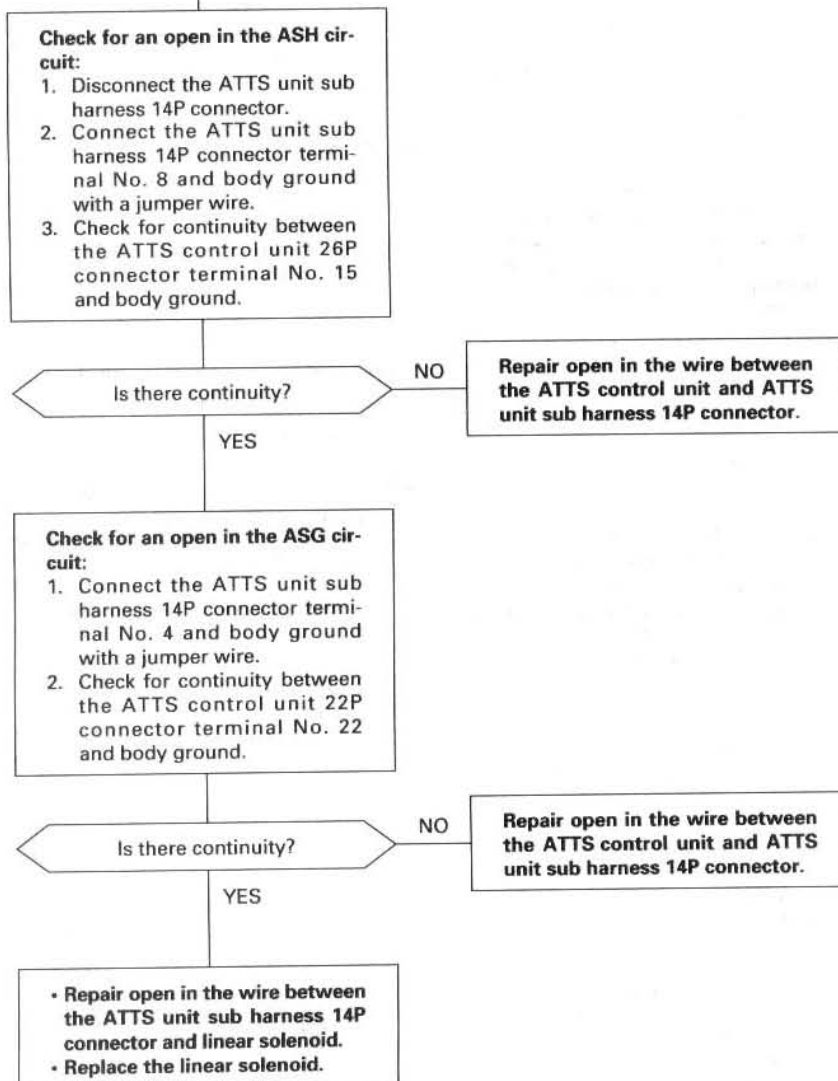 Check for an open in the ASH cir-
cuit:
1. Disconnect the ATTS unit sub
harness 14P connector.
2. Connect the ATTS unit sub
harness 14P connector termi-
nal No. 8 and body ground
with a jumper wire.
3. Check for continuity between
the ATTS control unit 26P
connector terminal No. 15
and body ground.
Is there continuity?
NO
Repair open in the wire between
the ATTS control unit and ATTS
unit sub harness 14P connector.
YES
Check for an open in the ASG cir-
cuit:
1. Connect the ATTS unit sub
harness 14P connector termi-
nal No. 4 and body ground
with a jumper wire.
2. Check for continuity between
the ATTS control unit 22P
connector terminal No. 22
and body ground.
Is there continuity?
NO
Repair open in the wire between
the ATTS control unit and ATTS
unit sub harness 14P connector.
YES
• Repair open in the wire between
the ATTS unit sub harness 14P
connector and linear solenoid.
• Replace the linear solenoid.